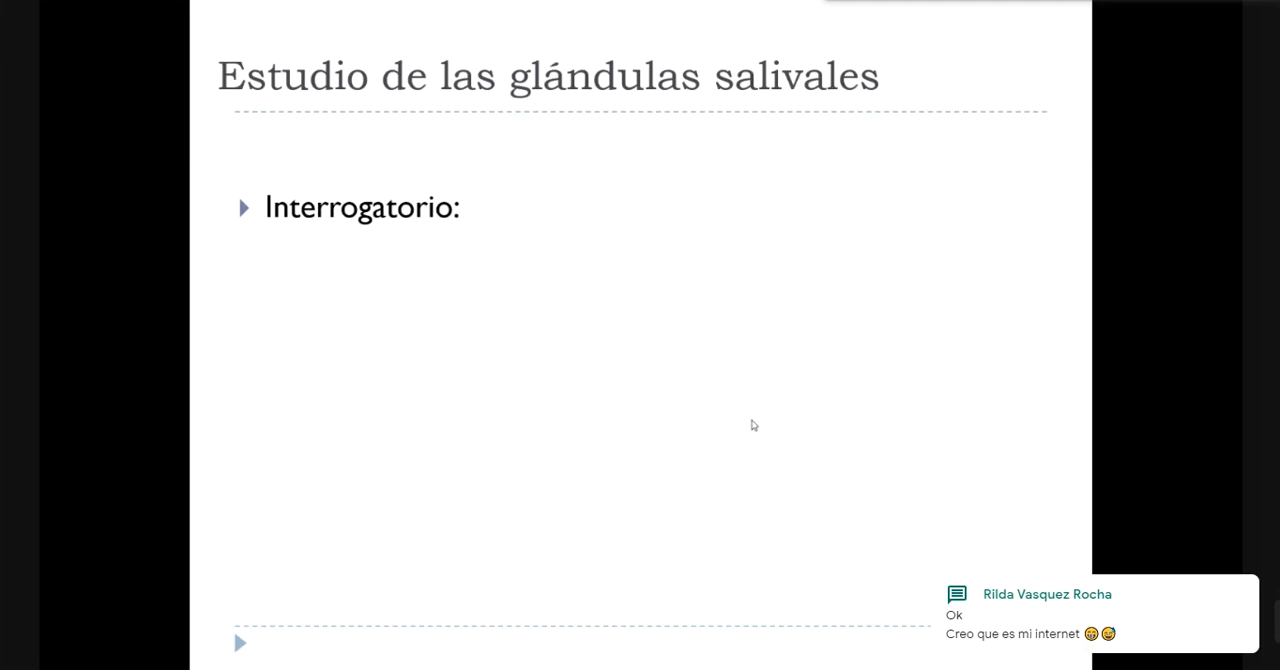 Estudio de las glándulas salivales
Interrogatorio:
Rilda Vasquez Rocha
Ok
Creo que es mi internet 😁😅